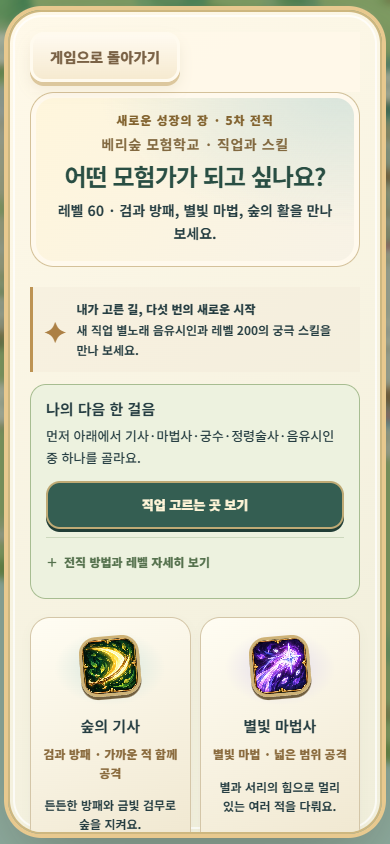 게임으로 돌아가기
새로운 성장의 장 · 5차 전직
베리숲 모험학교 · 직업과 스킬
어떤 모험가가 되고 싶나요?
레벨 60 · 검과 방패, 별빛 마법, 숲의 활을 만나
보세요.
내가 고른 길, 다섯 번의 새로운 시작
새 직업 별노래 음유시인과 레벨 200의 궁극 스킬을
만나 보세요.
나의 다음 한 걸음
먼저 아래에서 기사·마법사·궁수·정령술사·음유시인
중 하나를 골라요.
직업 고르는 곳 보기
+ 전직 방법과 레벨 자세히 보기
숲의 기사
검과 방패 · 가까운 적 함께
공격
든든한 방패와 금빛 검무로
숲을 지켜요.
별빛 마법사
별빛 마법 · 넓은 범위 공격
별과 서리의 힘으로 멀리
있는 여러 적을 다뤄요.